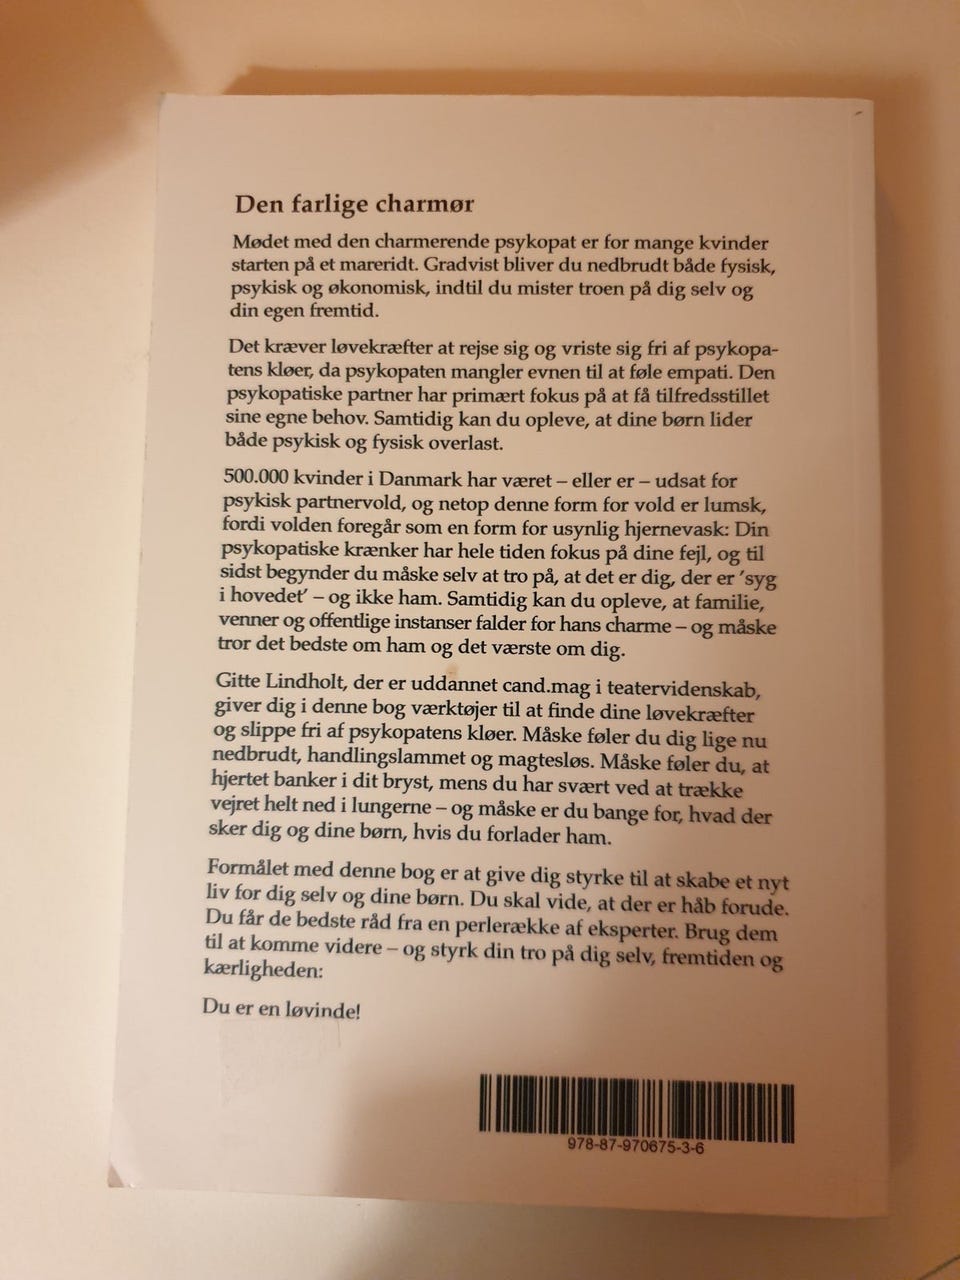 Den farlige charmør
Mødet med den charmerende psykopat er for mange kvinder
starten på et mareridt. Gradvist bliver du nedbrudt både fysisk,
psykisk og økonomisk, indtil du mister troen på dig selv og
din egen fremtid.
Det kræver løvekræfter at rejse sig og vriste sig fri af psykopa-
tens kløer, da psykopaten mangler evnen til at føle empati. Den
psykopatiske partner har primært fokus på at få tilfredsstillet
sine egne behov. Samtidig kan du opleve, at dine børn lider
både psykisk og fysisk overlast.
500.000 kvinder i Danmark har været – eller er – udsat for
psykisk partnervold, og netop denne form for vold er lumsk,
fordi volden foregår som en form for usynlig hjernevask: Din
psykopatiske krænker har hele tiden fokus på dine fejl, og til
sidst begynder du måske selv at tro på, at det er dig, der er 'syg
i hovedet' – og ikke ham. Samtidig kan du opleve, at familie,
venner og offentlige instanser falder for hans charme – og måske
tror det bedste om ham og det værste om dig.
Gitte Lindholt, der er uddannet cand.mag i teatervidenskab,
giver dig i denne bog værktøjer til at finde dine løvekræfter
og slippe fri af psykopatens kløer. Måske føler du dig lige nu
nedbrudt, handlingslammet og magtesløs. Måske føler du, at
hjertet banker i dit bryst, mens du har svært ved at trække
vejret helt ned i lungerne – og måske er du bange for, hvad der
sker dig og dine børn, hvis du forlader ham.
Formålet med denne bog er at give dig styrke til at skabe et nyt
liv for dig selv og dine børn. Du skal vide, at der er håb forude.
Du får de bedste råd fra en perlerække af eksperter. Brug dem
til at komme videre – og styrk din tro på dig selv, fremtiden og
kærligheden:
Du er en løvinde!
978-87-970675-3-6